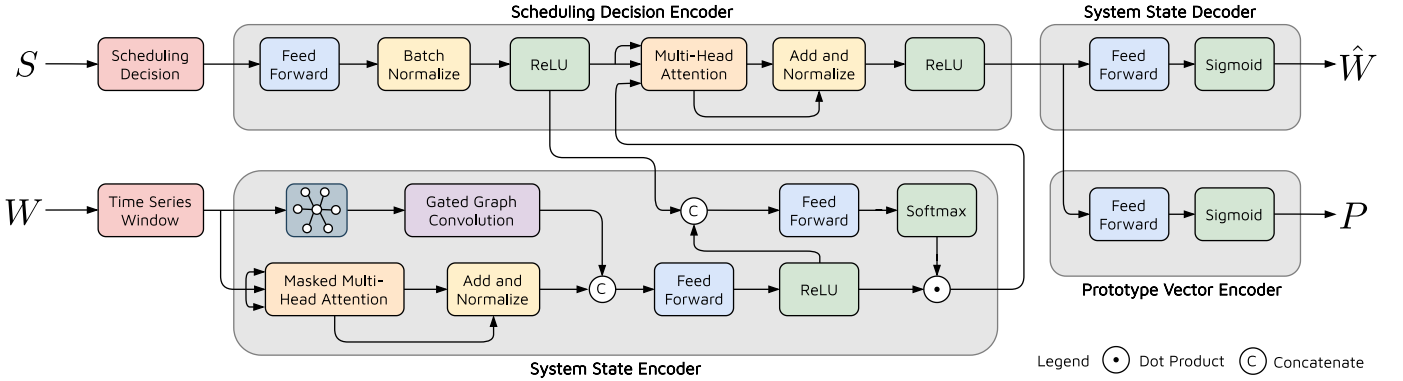 Scheduling Decision Encoder
System State Decoder
S
Scheduling
Decision
Feed
Forward
Batch
Normalize
ReLU
Multi-Head
Attention
Add and
Normalize
ReLU
Feed
Forward
Sigmoid
Ŵ
W
Time Series
Window
Gated Graph
Convolution
C
Feed
Forward
Softmax
Feed
Forward
Sigmoid
P
Masked Multi-
Head Attention
Add and
Normalize
C
Feed
Forward
ReLU
Prototype Vector Encoder
System State Encoder
Legend Dot Product C Concatenate